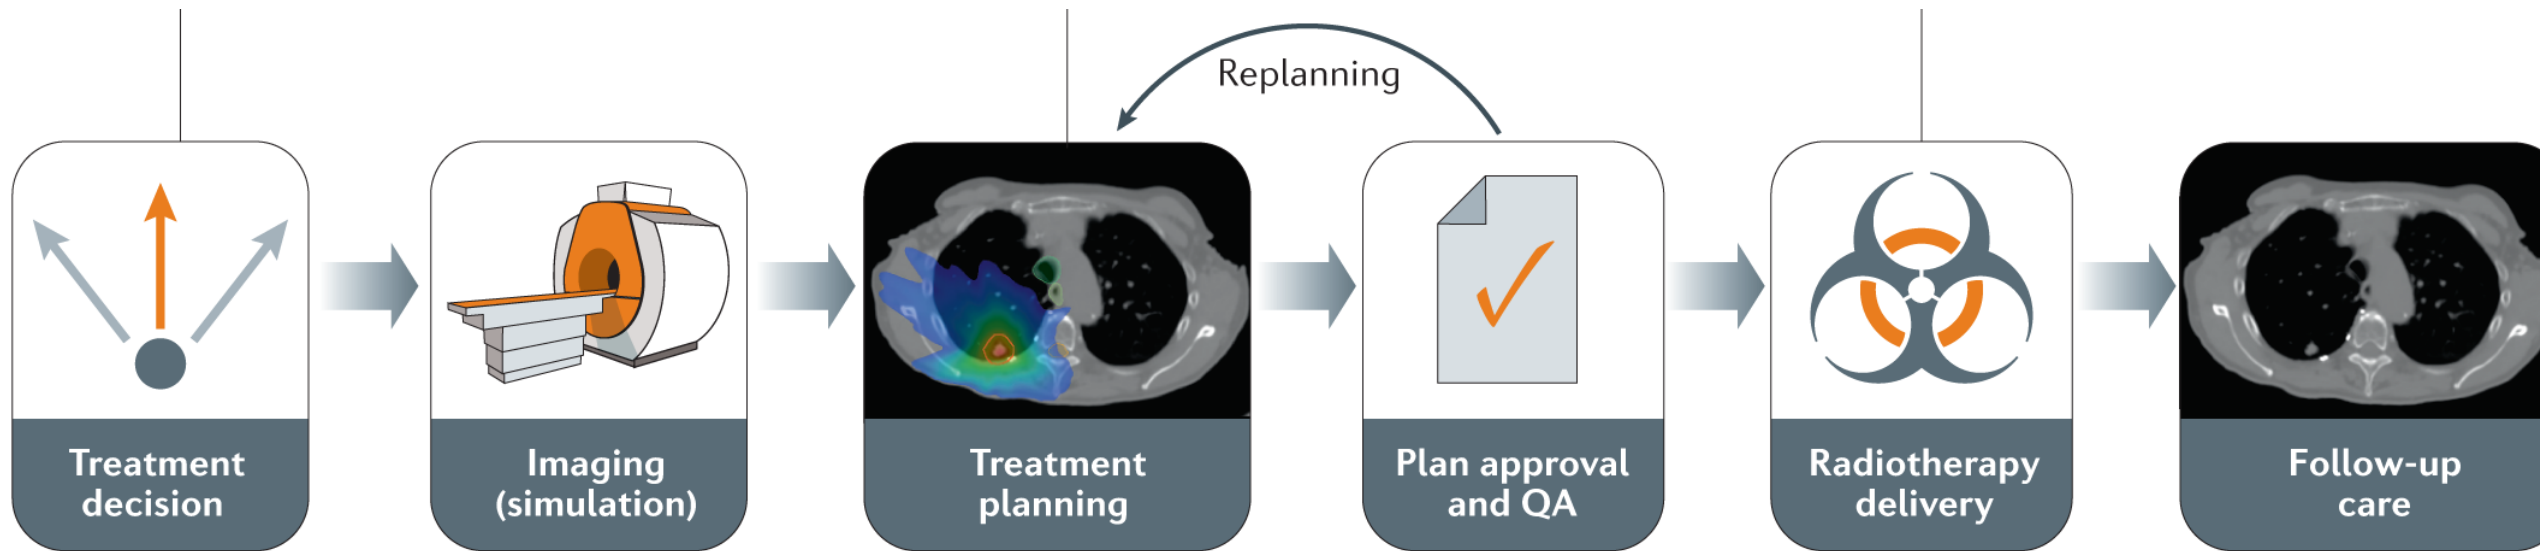 Replanning
Treatment
decision
Imaging
(simulation)
Treatment
planning
Plan approval
and QA
Radiotherapy
delivery
Follow-up
care